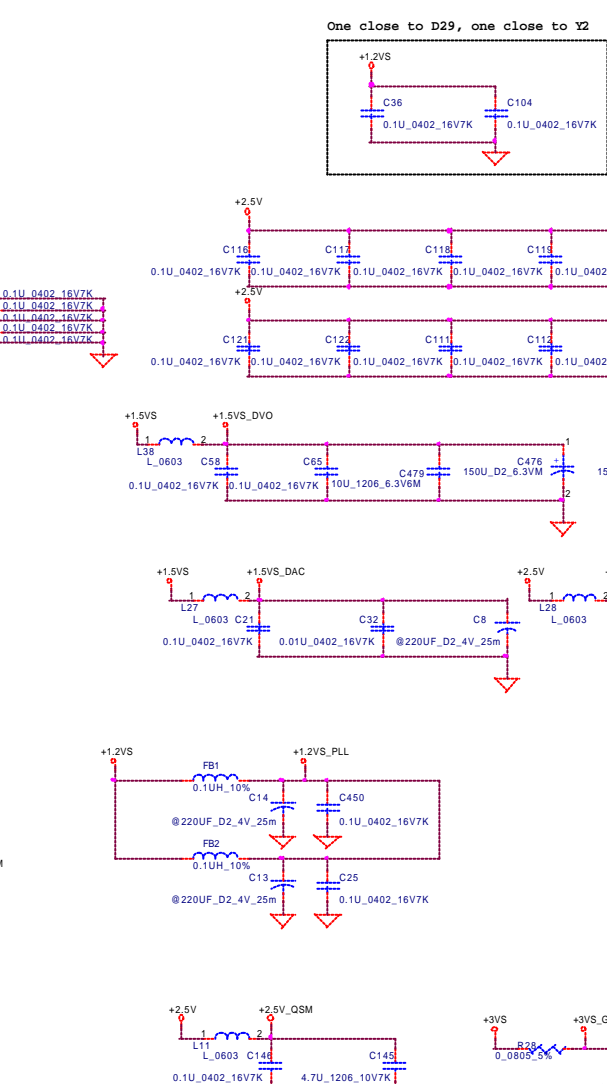 One close to D29, one close to Y2
+1.2VS
C36
C104
0.1U_0402_16V7K
0.1U_0402_16V7K
+2.5V
C116
C117
C118
C119
0.1U_0402_16V7K
0.1U_0402_16V7K
0.1U_0402_16V7K
0.1U_0402_16V7K
0.1U_0402
+2.5V
0.1U_0402_16V7K
0.1U_0402_16V7K
0.1U_0402_16V7K
0.1U_0402_16V7K
0.1U_0402_16V7K
C121
C122
C111
C112
0.1U_0402_16V7K
0.1U_0402_16V7K
0.1U_0402_16V7K
0.1U_0402_16V7K
0.1U_0402
+1.5VS
+1.5VS_DVO
1
2
L38
L_0603
C58
C65
C479
C476
+
1
2
0.1U_0402_16V7K
0.1U_0402_16V7K
10U_1206_6.3V6M
150U_D2_6.3VM
15
+1.5VS
+1.5VS_DAC
+2.5V
1
2
L27
L_0603
C21
C32
C8
1
2
L28
L_0603
0.1U_0402_16V7K
0.01U_0402_16V7K
@220UF_D2_4V_25m
+1.2VS
+1.2VS_PLL
FB1
0.1UH_10%
C14
C450
@220UF_D2_4V_25m
0.1U_0402_16V7K
FB2
0.1UH_10%
C13
C25
@220UF_D2_4V_25m
0.1U_0402_16V7K
M
+2.5V
+2.5V_QSM
+3VS
+3VS_G
1
2
L11
L_0603
C146
C145
R28
0_0805_5%
0.1U_0402_16V7K
4.7U_1206_10V7K